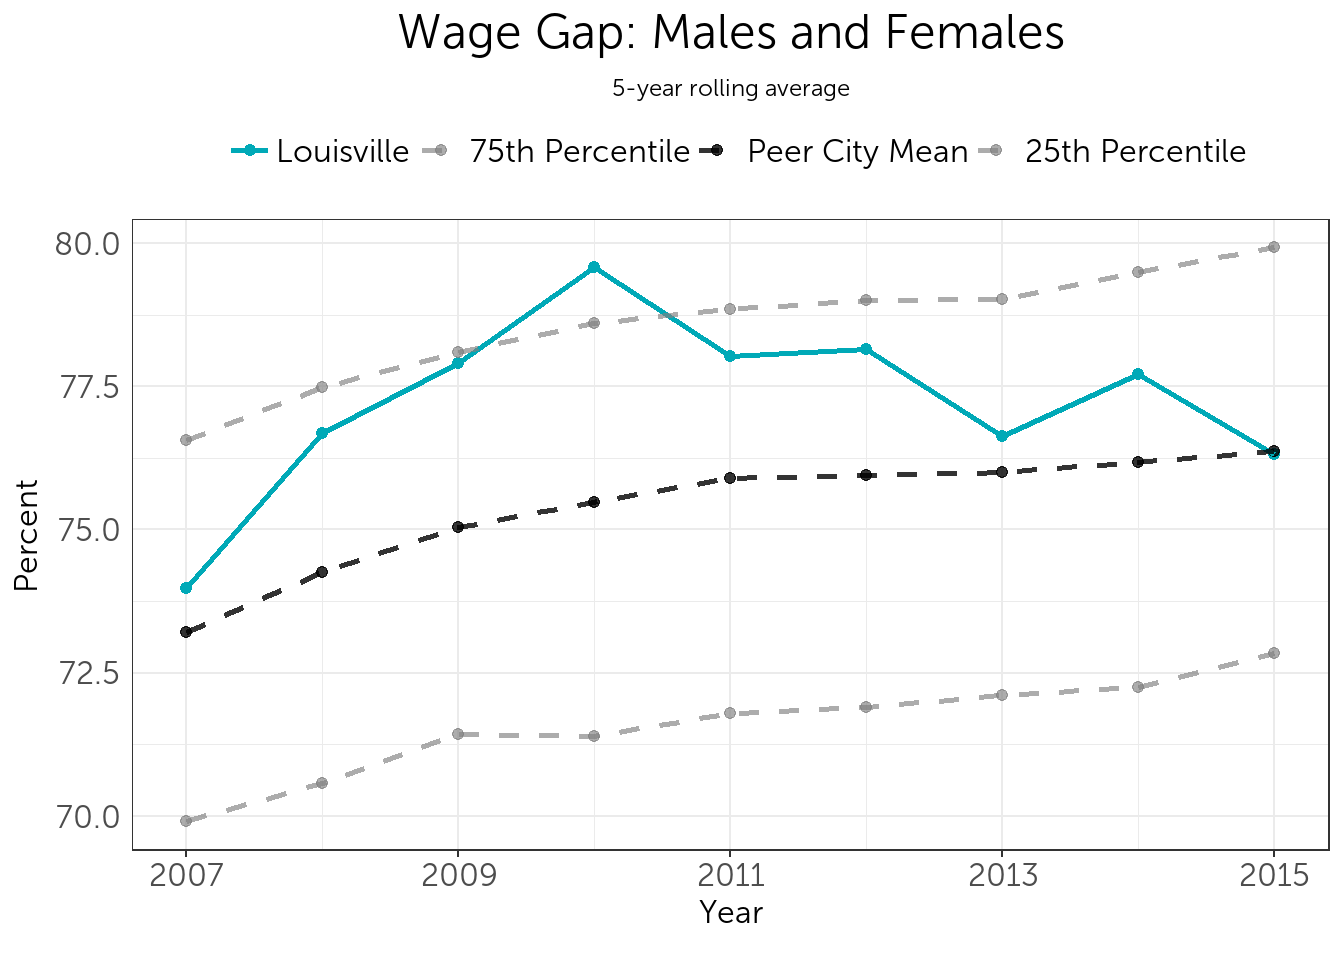 Wage Gap: Males and Females
5-year rolling average
Louisville 75th Percentile Peer City Mean 25th Percentile
80.0
77.5
75.0
72.5
70.0
Percent
2007 2009 2011 2013 2015
Year